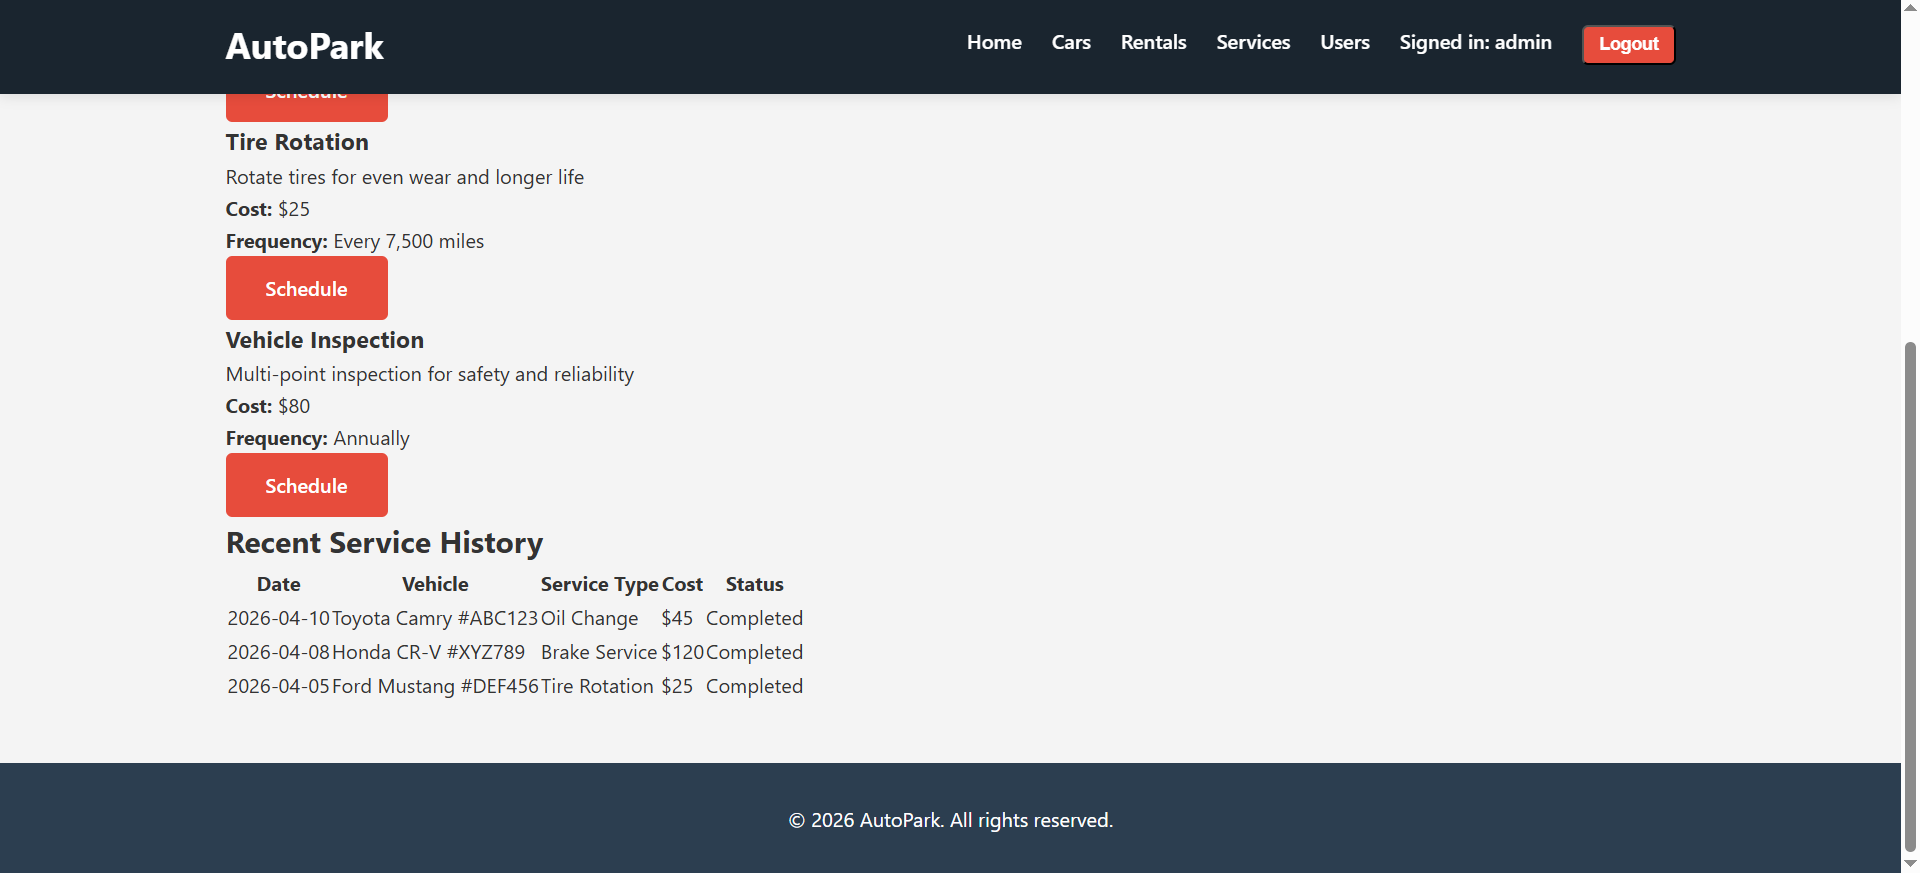 AutoPark
Home Cars Rentals Services Users Signed in: admin Logout
Schedule
Tire Rotation
Rotate tires for even wear and longer life
Cost: $25
Frequency: Every 7,500 miles
Schedule
Vehicle Inspection
Multi-point inspection for safety and reliability
Cost: $80
Frequency: Annually
Schedule
Recent Service History
Date Vehicle Service Type Cost Status
2026-04-10 Toyota Camry #ABC123 Oil Change $45 Completed
2026-04-08 Honda CR-V #XYZ789 Brake Service $120 Completed
2026-04-05 Ford Mustang #DEF456 Tire Rotation $25 Completed
© 2026 AutoPark. All rights reserved.